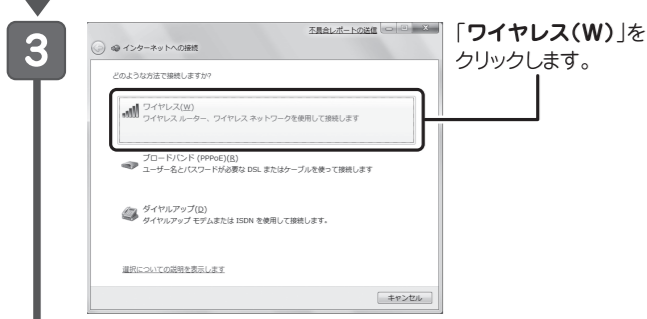 3
不具合レポートの送信
インターネットへの接続
どのような方法で接続しますか?
ワイヤレス(W)
ワイヤレス ルーター、ワイヤレス ネットワークを使用して接続します
ブロードバンド (PPPoE)(R)
ユーザー名とパスワードが必要な DSL またはケーブルを使って接続します
ダイヤルアップ(D)
ダイヤルアップ モデムまたは ISDN を使用して接続します。
選択についての説明を表示します
キャンセル
「ワイヤレス(W)」を
クリックします。